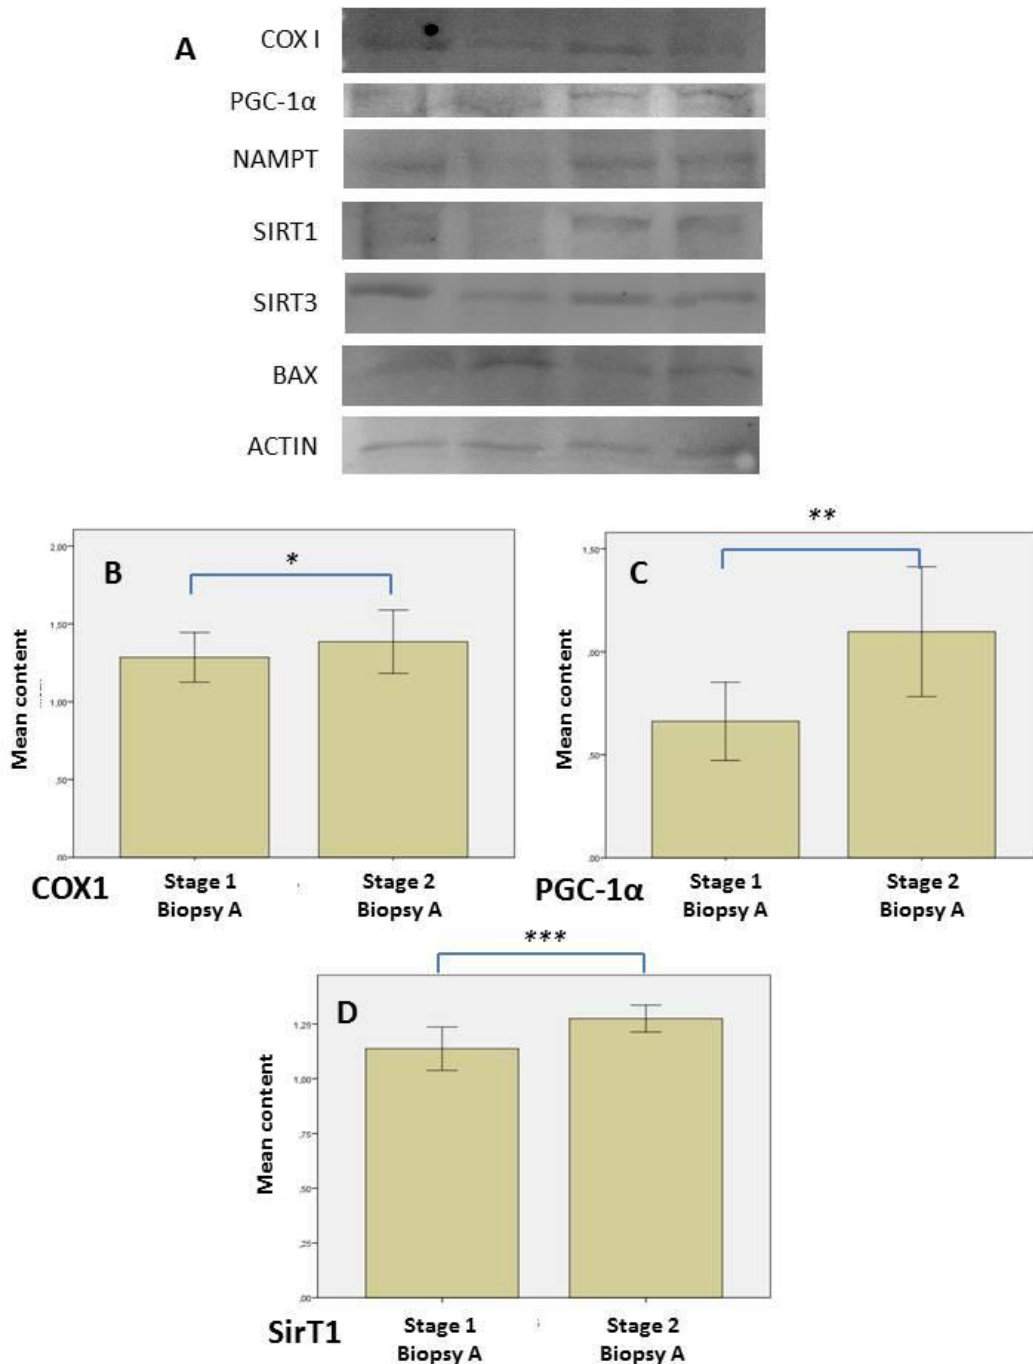 A
COX I
PGC-1α
NAMPT
SIRT1
SIRT3
BAX
ACTIN
B
*
Mean content
2,00
1,50
1,00
,50
,00
COX1
Stage 1
Biopsy A
Stage 2
Biopsy A
C
**
Mean content
1,50
,00
,50
,00
PGC-1α
Stage 1
Biopsy A
Stage 2
Biopsy A
D
***
Mean content
1,25
1,00
,75
,50
,25
,00
SirT1
Stage 1
Biopsy A
Stage 2
Biopsy A